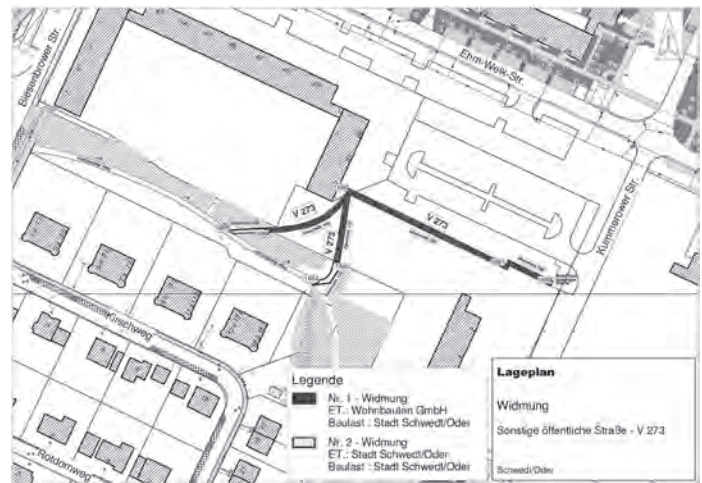 Biesenbrower Str.
Ehm-Welk-Str.
Kummerower Str.
V 273
V 273
V 273
Kirschweg
Rotdornweg
Legende
Nr. 1 - Widmung
ET.: Wohnbauten GmbH
Baulast : Stadt Schwedt/Oder
Nr. 2 - Widmung
ET.: Stadt Schwedt/Oder
Baulast : Stadt Schwedt/Oder
Lageplan
Widmung
Sonstige öffentliche Straße - V 273
Schwedt/Oder